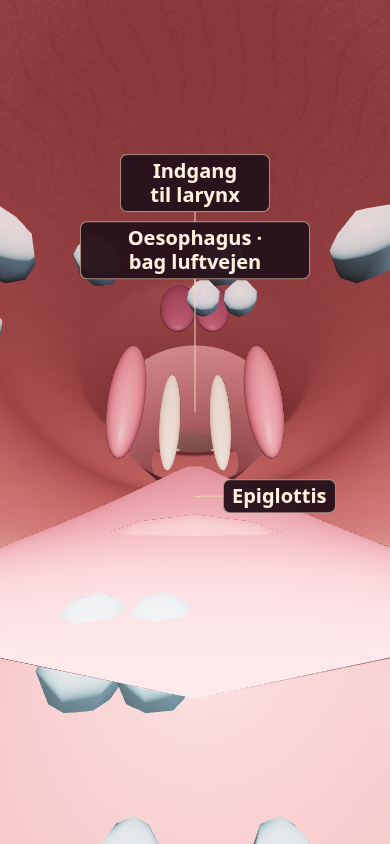 Indgang
til larynx
Oesophagus ·
bag luftvejen
Epiglottis